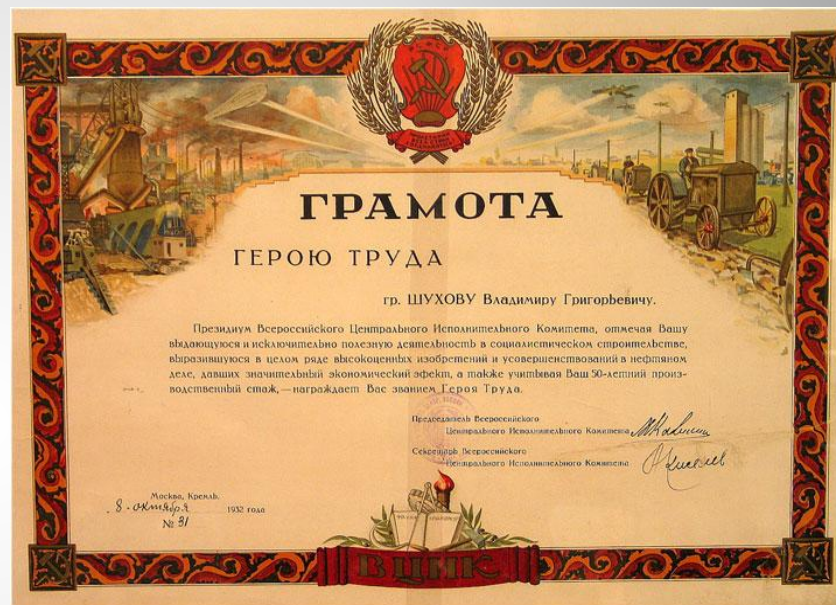 ГРАМОТА
ГЕРОЮ ТРУДА
гр. ШУХОВУ Владимиру Григорьевичу.
Президиум Всероссийского Центрального Исполнительного Комитета, отмечая Вашу
выдающуюся и исключительно полезную деятельность в социалистическом строительстве,
выразившуюся в целом ряде высокоценных изобретений и усовершенствований в нефтяном
деле, давших значительный экономический эфект, а также учитывая Ваш 50-летний произ-
водственный стаж, — награждает Вас званием Героя Труда.
Председатель Всероссийского
Центрального Исполнительного Комитета МКалинин
Секретарь Всероссийского
Центрального Исполнительного Комитета АКиселев
Москва, Кремль.
8 · октября 1932 года
№ 31
ВЦИК